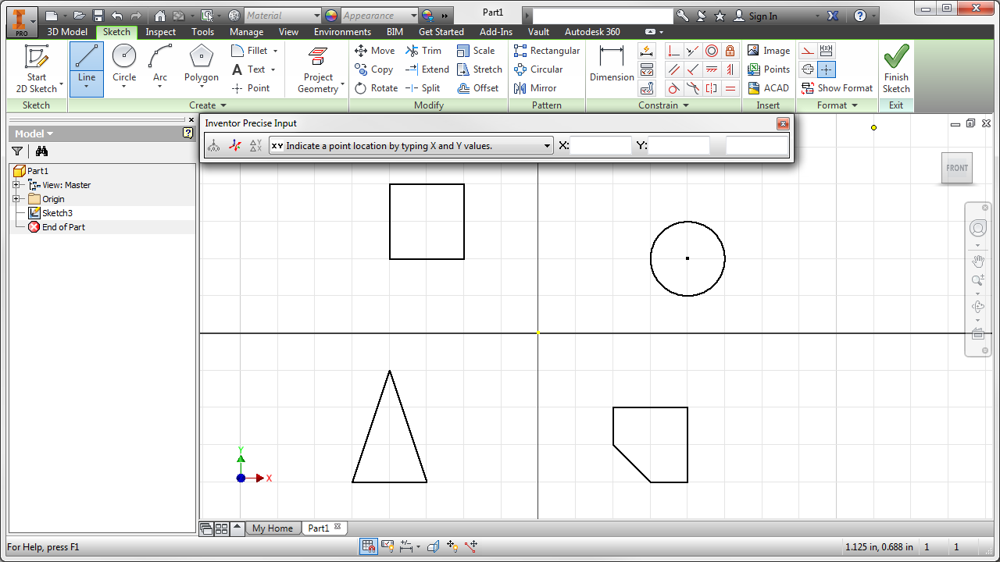 Material Appearance Part1 Sign In
PRO 3D Model Sketch Inspect Tools Manage View Environments BIM Get Started Add-Ins Vault Autodesk 360
Fillet Move Trim Scale Rectangular Image
Text Copy Extend Stretch Circular Points
Point Rotate Split Offset Mirror ACAD Show Format
Start
2D Sketch
Line Circle Arc Polygon
Project
Geometry
Dimension
Finish
Sketch
Sketch Create Modify Pattern Constrain Insert Format Exit
Inventor Precise Input
XY Indicate a point location by typing X and Y values. X: Y:
Model
Part1
View: Master
Origin
Sketch3
End of Part
FRONT
Y
X
My Home Part1
For Help, press F1 1.125 in, 0.688 in 1 1